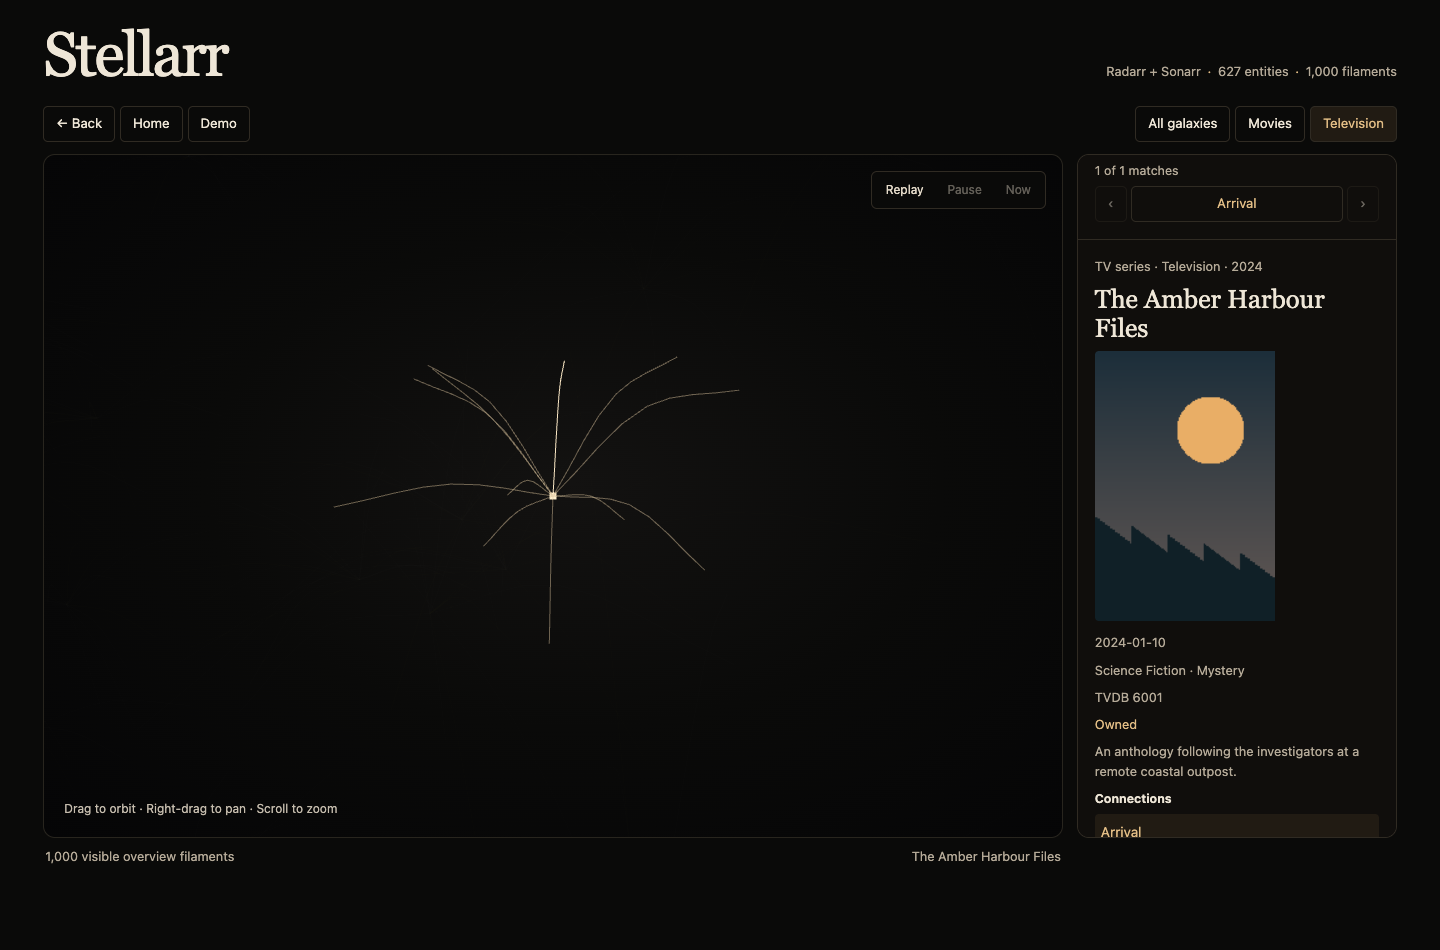 Stellarr
Radarr + Sonarr · 627 entities · 1,000 filaments
← Back
Home
Demo
All galaxies
Movies
Television
Replay
Pause
Now
Drag to orbit · Right-drag to pan · Scroll to zoom
1,000 visible overview filaments
The Amber Harbour Files
1 of 1 matches
‹
Arrival
›
TV series · Television · 2024
The Amber Harbour
Files
2024-01-10
Science Fiction · Mystery
TVDB 6001
Owned
An anthology following the investigators at a
remote coastal outpost.
Connections
Arrival